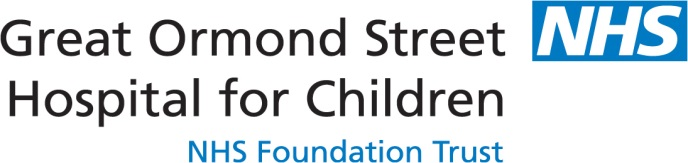 Great Ormond Street NHS
Hospital for Children
NHS Foundation Trust